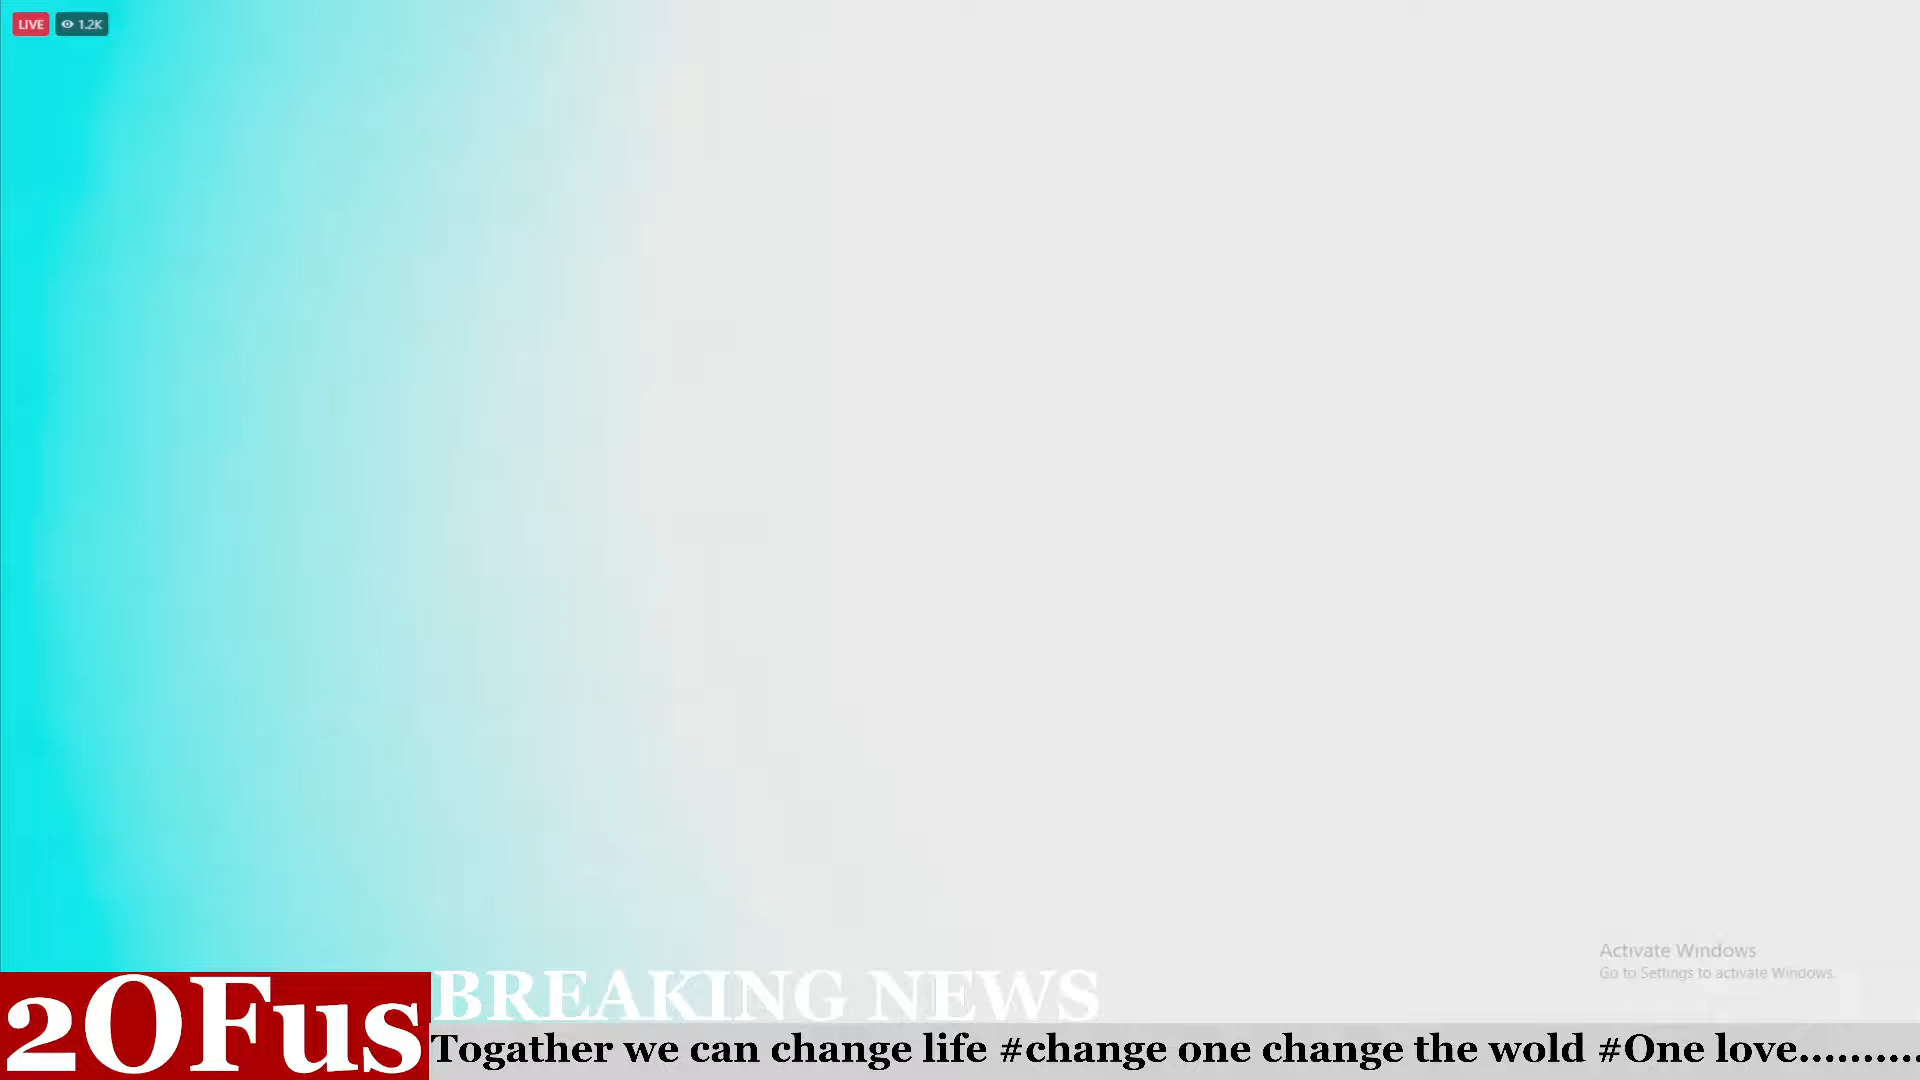 LIVE 1.2K
Activate Windows
Go to Settings to activate Windows.
2OFus
BREAKING NEWS
Togather we can change life #change one change the wold #One love..........